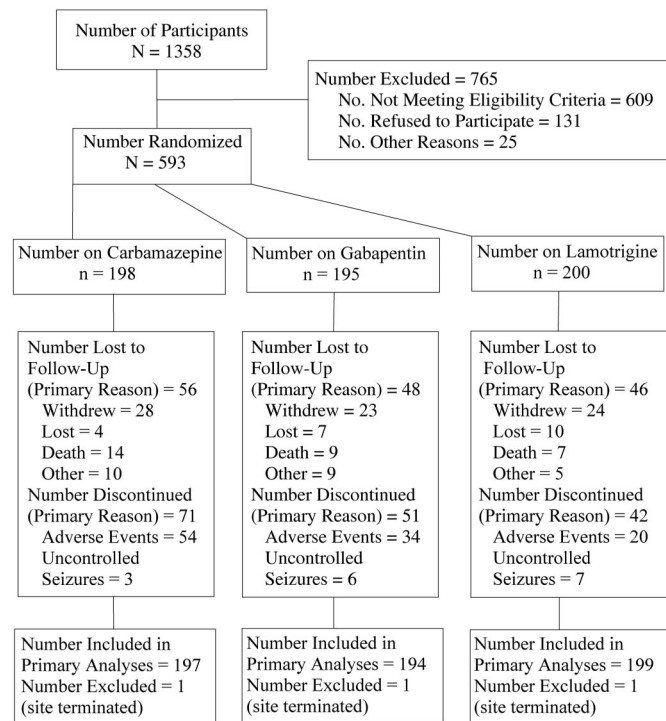 Number of Participants
N = 1358
Number Excluded = 765
No. Not Meeting Eligibility Criteria = 609
No. Refused to Participate = 131
No. Other Reasons = 25
Number Randomized
N = 593
Number on Carbamazepine
n = 198
Number on Gabapentin
n = 195
Number on Lamotrigine
n = 200
Number Lost to
Follow-Up
(Primary Reason) = 56
Withdrew = 28
Lost = 4
Death = 14
Other = 10
Number Discontinued
(Primary Reason) = 71
Adverse Events = 54
Uncontrolled
Seizures = 3
Number Lost to
Follow-Up
(Primary Reason) = 48
Withdrew = 23
Lost = 7
Death = 9
Other = 9
Number Discontinued
(Primary Reason) = 51
Adverse Events = 34
Uncontrolled
Seizures = 6
Number Lost to
Follow-Up
(Primary Reason) = 46
Withdrew = 24
Lost = 10
Death = 7
Other = 5
Number Discontinued
(Primary Reason) = 42
Adverse Events = 20
Uncontrolled
Seizures = 7
Number Included in
Primary Analyses = 197
Number Excluded = 1
(site terminated)
Number Included in
Primary Analyses = 194
Number Excluded = 1
(site terminated)
Number Included in
Primary Analyses = 199
Number Excluded = 1
(site terminated)